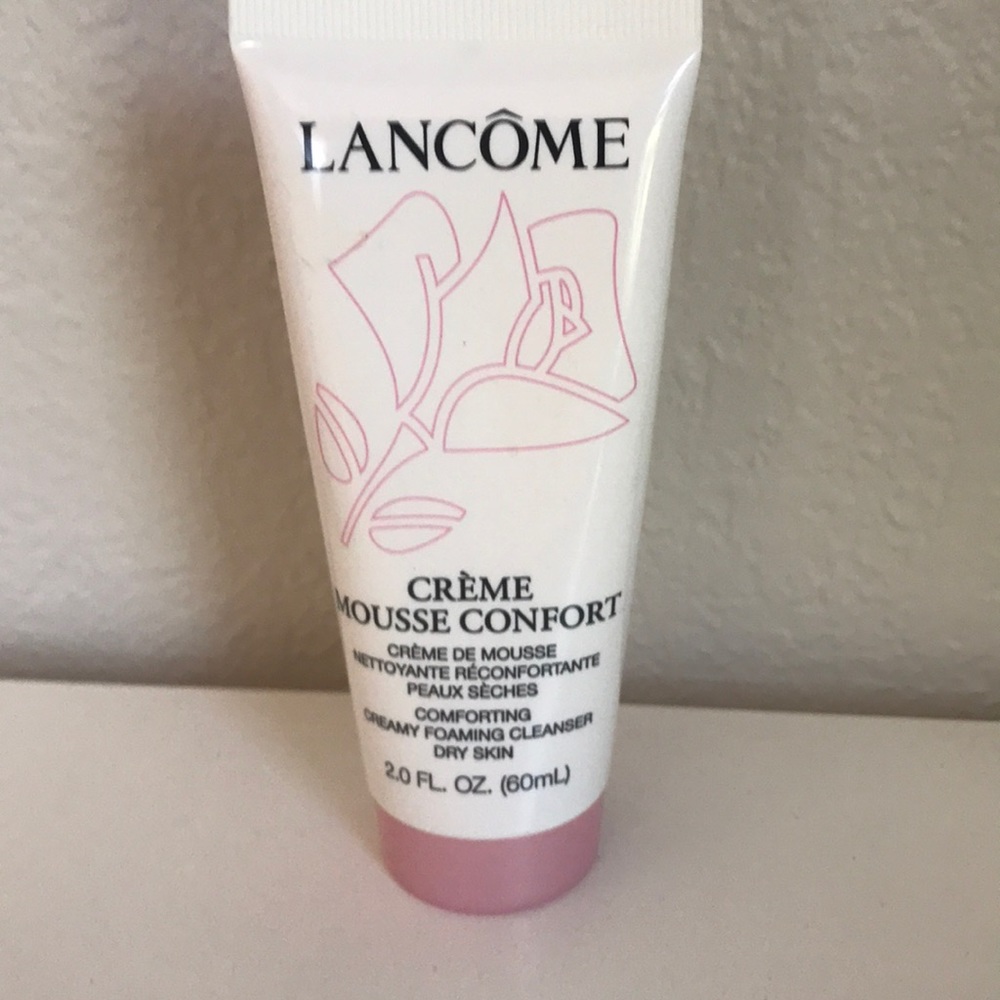 LANCÔME
CRÈME
MOUSSE CONFORT
CRÈME DE MOUSSE
NETTOYANTE RÉCONFORTANTE
PEAUX SÈCHES
COMFORTING
CREAMY FOAMING CLEANSER
DRY SKIN
2.0 FL. OZ. (60mL)